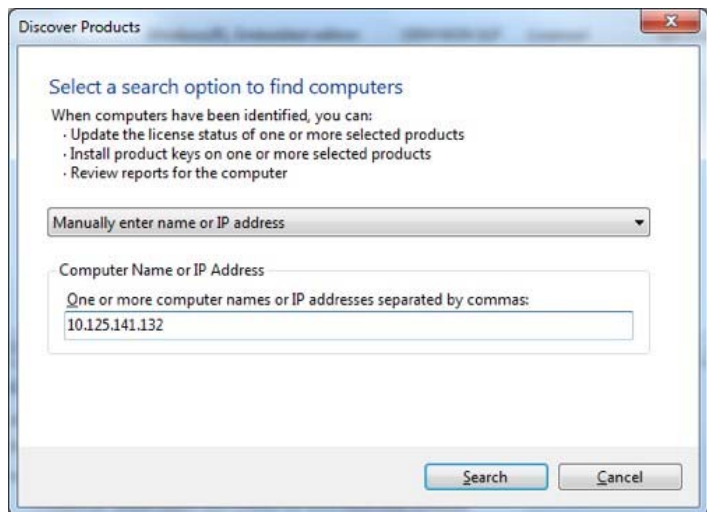 Discover Products
Select a search option to find computers
When computers have been identified, you can:
· Update the license status of one or more selected products
· Install product keys on one or more selected products
· Review reports for the computer
Manually enter name or IP address
Computer Name or IP Address
One or more computer names or IP addresses separated by commas:
10.125.141.132
Search
Cancel